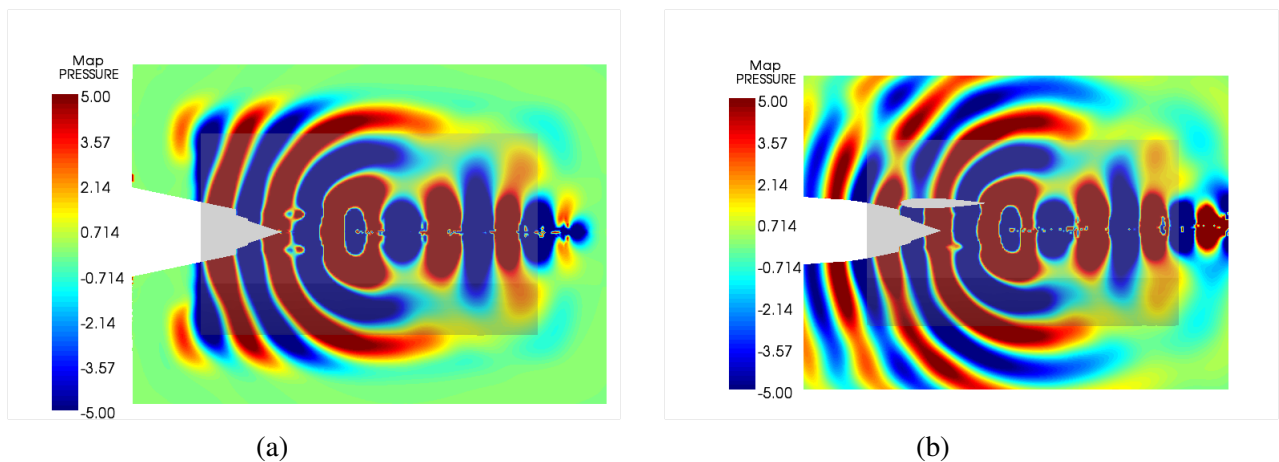 Map
PRESSURE
5.00
3.57
2.14
0.714
-0.714
-2.14
-3.57
-5.00
(a)
Map
PRESSURE
5.00
3.57
2.14
0.714
-0.714
-2.14
-3.57
-5.00
(b)